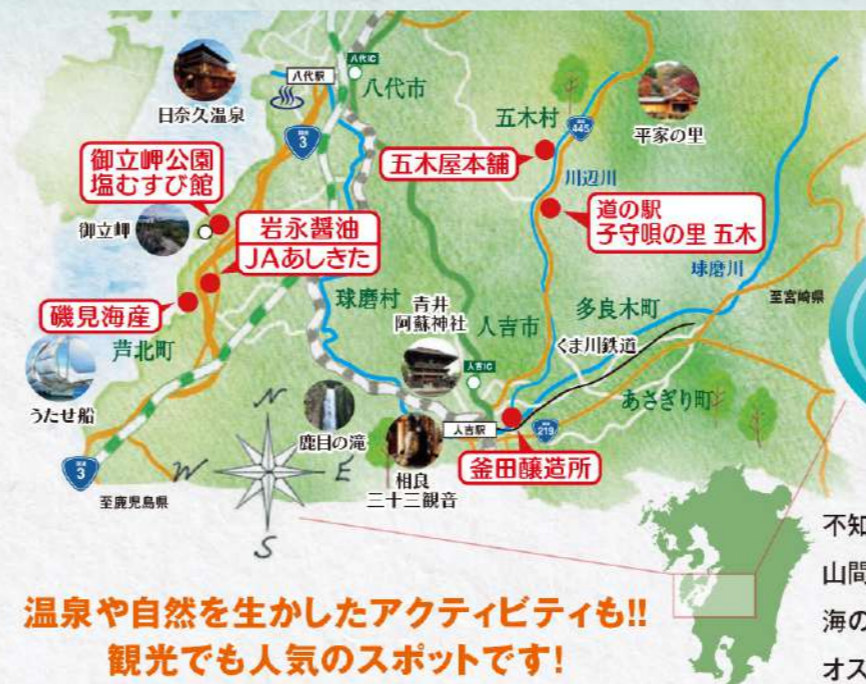 八代IC
八代駅
八代市
日奈久温泉
3
五木村
445
平家の里
御立岬公園
塩むすび館
五木屋本舗
川辺川
御立岬
岩永醤油
JAあしきた
道の駅
子守唄の里 五木
球磨川
磯見海産
球磨村
青井
阿蘇神社
人吉市
多良木町
至宮崎県
芦北町
くま川鉄道
人吉IC
うたせ船
あさぎり町
鹿目の滝
人吉駅
219
N
W
E
S
相良
三十三観音
釜田醸造所
3
至鹿児島県
不知
山間
海の
オス
温泉や自然を生かしたアクティビティも!!
観光でも人気のスポットです!